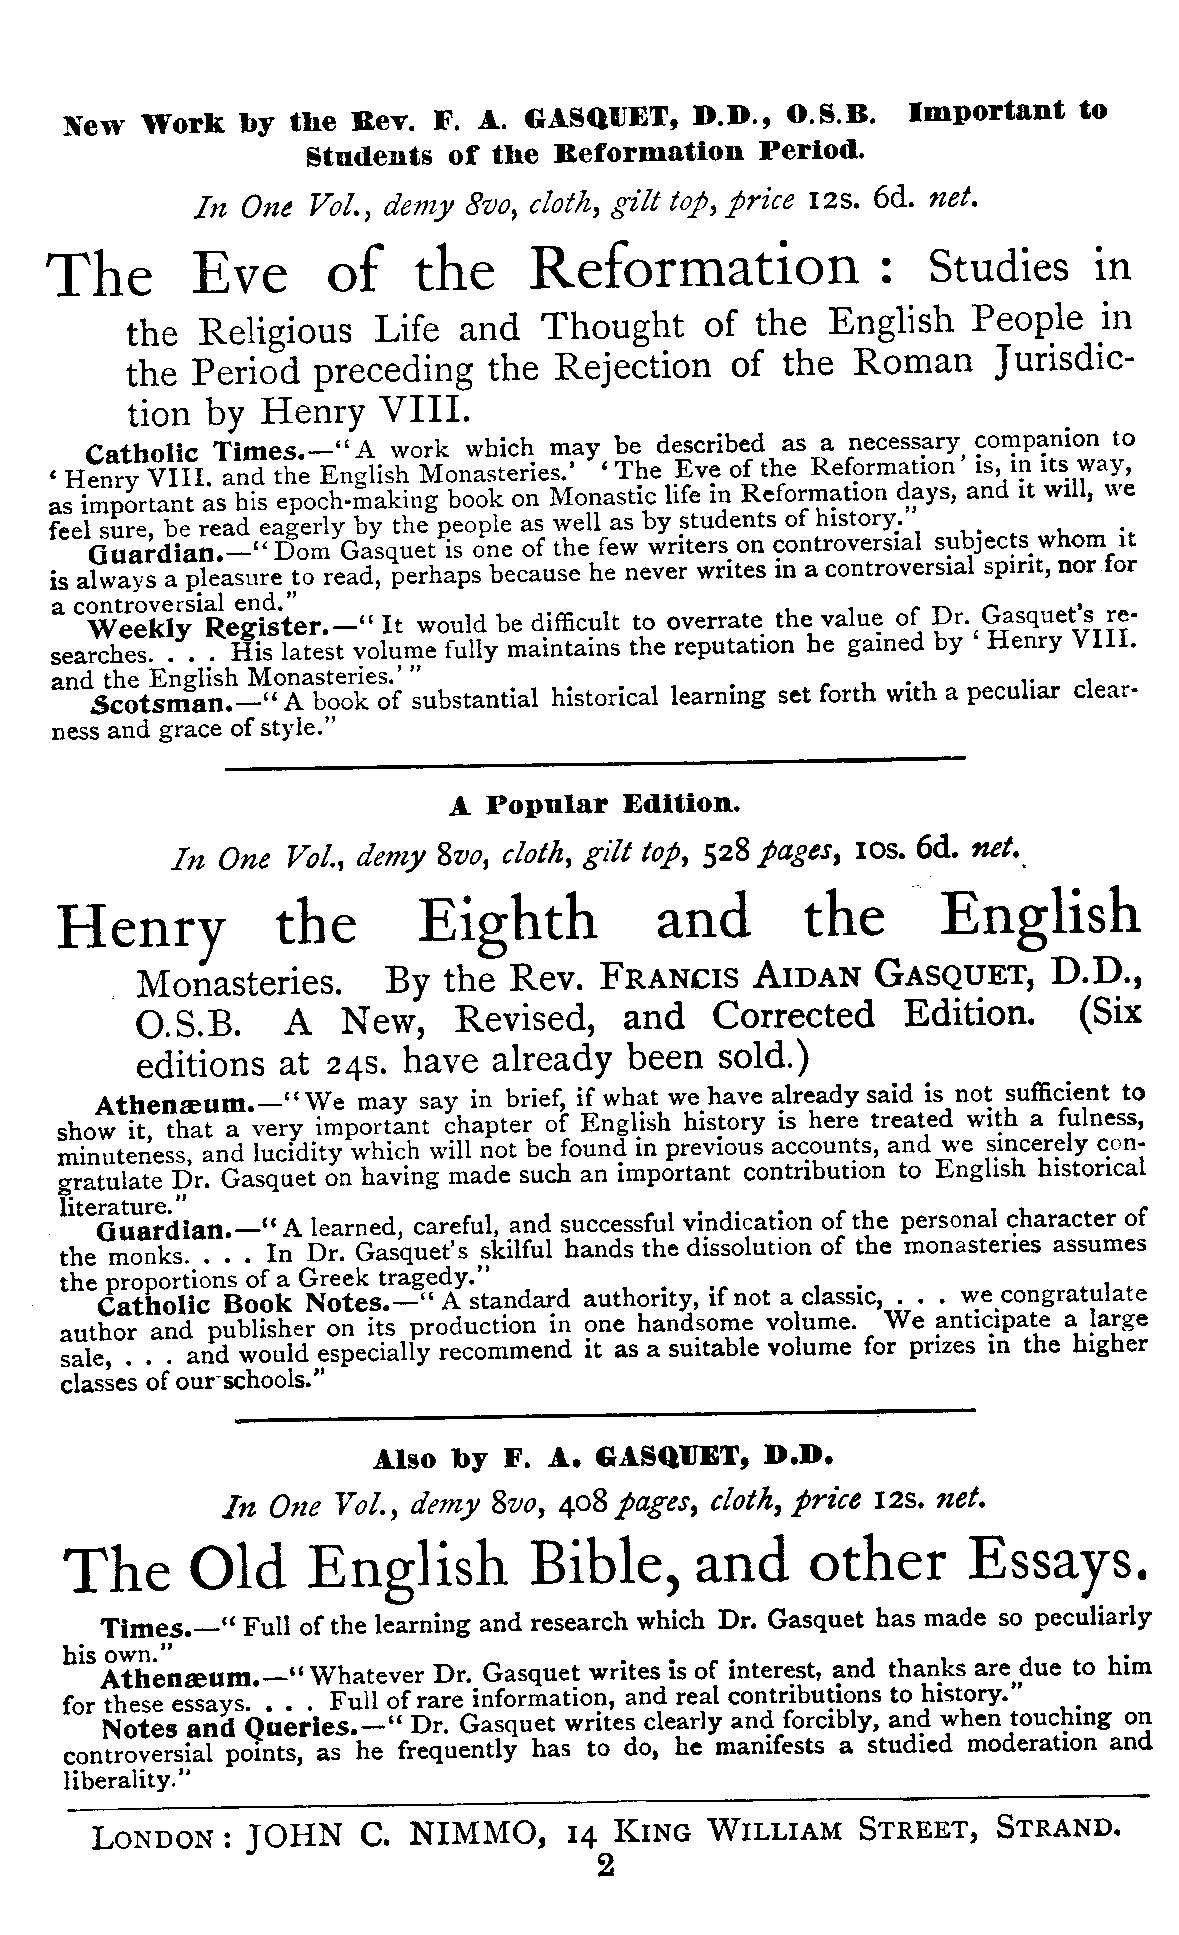 New Work by the Rev. F. A. GASQUET, D.D., O.S.B. Important to
Students of the Reformation Period.
In One Vol., demy 8vo, cloth, gilt top, price 12s. 6d. net.
The Eve of the Reformation : Studies in
the Religious Life and Thought of the English People in
the Period preceding the Rejection of the Roman Jurisdic-
tion by Henry VIII.
Catholic Times.—“A work which may be described as a necessary companion to
‘Henry VIII. and the English Monasteries.’ ‘The Eve of the Reformation’ is, in its way,
as important as his epoch-making book on Monastic life in Reformation days, and it will, we
feel sure, be read eagerly by the people as well as by students of history.”
Guardian.—“Dom Gasquet is one of the few writers on controversial subjects whom it
is always a pleasure to read, perhaps because he never writes in a controversial spirit, nor for
a controversial end.”
Weekly Register.—“It would be difficult to overrate the value of Dr. Gasquet’s re-
searches. . . . His latest volume fully maintains the reputation he gained by ‘Henry VIII.
and the English Monasteries.’”
Scotsman.—“A book of substantial historical learning set forth with a peculiar clear-
ness and grace of style.”
A Popular Edition.
In One Vol., demy 8vo, cloth, gilt top, 528 pages, 10s. 6d. net.
Henry the Eighth and the English
Monasteries. By the Rev. FRANCIS AIDAN GASQUET, D.D.,
O.S.B. A New, Revised, and Corrected Edition. (Six
editions at 24s. have already been sold.)
Athenæum.—“We may say in brief, if what we have already said is not sufficient to
show it, that a very important chapter of English history is here treated with a fulness,
minuteness, and lucidity which will not be found in previous accounts, and we sincerely con-
gratulate Dr. Gasquet on having made such an important contribution to English historical
literature.”
Guardian.—“A learned, careful, and successful vindication of the personal character of
the monks. . . . In Dr. Gasquet’s skilful hands the dissolution of the monasteries assumes
the proportions of a Greek tragedy.”
Catholic Book Notes.—“A standard authority, if not a classic, . . . we congratulate
author and publisher on its production in one handsome volume. We anticipate a large
sale, . . . and would especially recommend it as a suitable volume for prizes in the higher
classes of our schools.”
Also by F. A. GASQUET, D.D.
In One Vol., demy 8vo, 408 pages, cloth, price 12s. net.
The Old English Bible, and other Essays.
Times.—“Full of the learning and research which Dr. Gasquet has made so peculiarly
his own.”
Athenæum.—“Whatever Dr. Gasquet writes is of interest, and thanks are due to him
for these essays. . . . Full of rare information, and real contributions to history.”
Notes and Queries.—“Dr. Gasquet writes clearly and forcibly, and when touching on
controversial points, as he frequently has to do, he manifests a studied moderation and
liberality.”
LONDON : JOHN C. NIMMO, 14 KING WILLIAM STREET, STRAND.
2